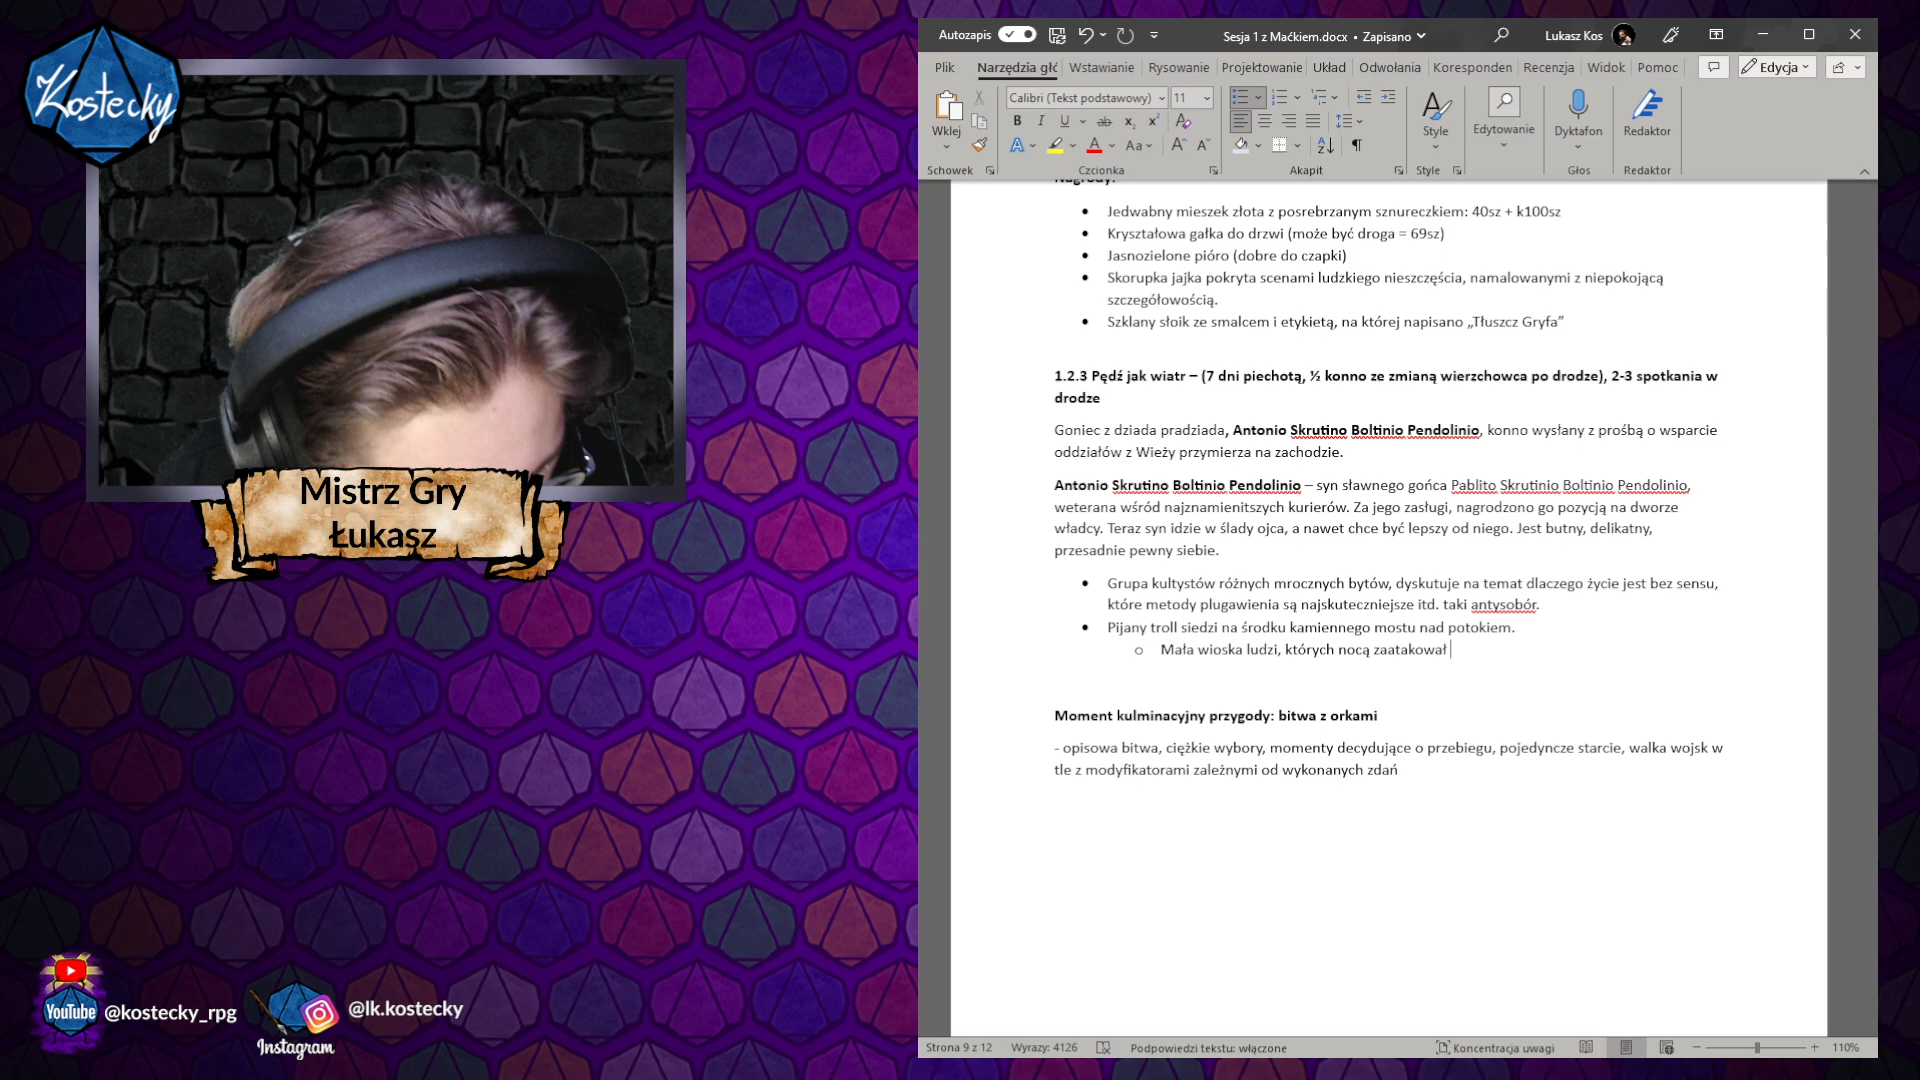 Kostecky
Mistrz Gry
Łukasz
YouTube
@kostecky_rpg
Instagram
@lk.kostecky
Autozapis
Sesja 1 z Maćkiem.docx • Zapisano
Lukasz Kos
Plik Narzędzia głó Wstawianie Rysowanie Projektowanie Układ Odwołania Koresponden Recenzja Widok Pomoc
Edycja
Wklej
Calibri (Tekst podstawowy) 11
Style
Edytowanie
Dyktafon
Redaktor
Schowek Czcionka Akapit Style Głos Redaktor
Nagrody:
• Jedwabny mieszek złota z posrebrzanym sznureczkiem: 40sz + k100sz
• Kryształowa gałka do drzwi (może być droga = 69sz)
• Jasnozielone pióro (dobre do czapki)
• Skorupka jajka pokryta scenami ludzkiego nieszczęścia, namalowanymi z niepokojącą
szczegółowością.
• Szklany słoik ze smalcem i etykietą, na której napisano „Tłuszcz Gryfa”
1.2.3 Pędź jak wiatr – (7 dni piechotą, ½ konno ze zmianą wierzchowca po drodze), 2-3 spotkania w
drodze
Goniec z dziada pradziada, Antonio Skrutino Boltinio Pendolinio, konno wysłany z prośbą o wsparcie
oddziałów z Wieży przymierza na zachodzie.
Antonio Skrutino Boltinio Pendolinio – syn sławnego gońca Pablito Skrutinio Boltinio Pendolinio,
weterana wśród najznamienitszych kurierów. Za jego zasługi, nagrodzono go pozycją na dworze
władcy. Teraz syn idzie w ślady ojca, a nawet chce być lepszy od niego. Jest butny, delikatny,
przesadnie pewny siebie.
• Grupa kultystów różnych mrocznych bytów, dyskutuje na temat dlaczego życie jest bez sensu,
które metody plugawienia są najskuteczniejsze itd. taki antysobór.
• Pijany troll siedzi na środku kamiennego mostu nad potokiem.
o Mała wioska ludzi, których nocą zaatakował
Moment kulminacyjny przygody: bitwa z orkami
- opisowa bitwa, ciężkie wybory, momenty decydujące o przebiegu, pojedyncze starcie, walka wojsk w
tle z modyfikatorami zależnymi od wykonanych zdań
Strona 9 z 12 Wyrazy: 4126 Podpowiedzi tekstu: włączone Koncentracja uwagi 110%